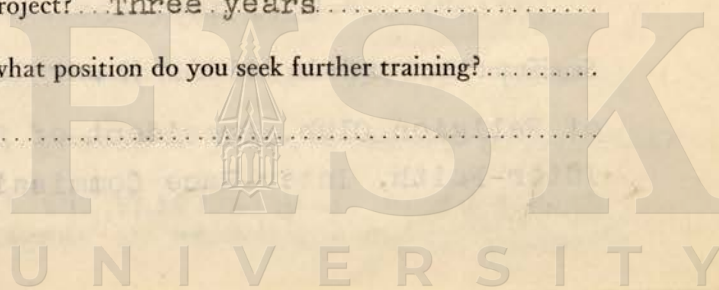 roject? . . Three years . . . . . . . . . . . . . . . . . . . . . . .
what position do you seek further training? . . . . . . . . .
. . . . . . . . . . . . . . . . . . . . . . . . . . . . . . . . . . . . . . . . . . . . . . . .
FISK
UNIVERSITY